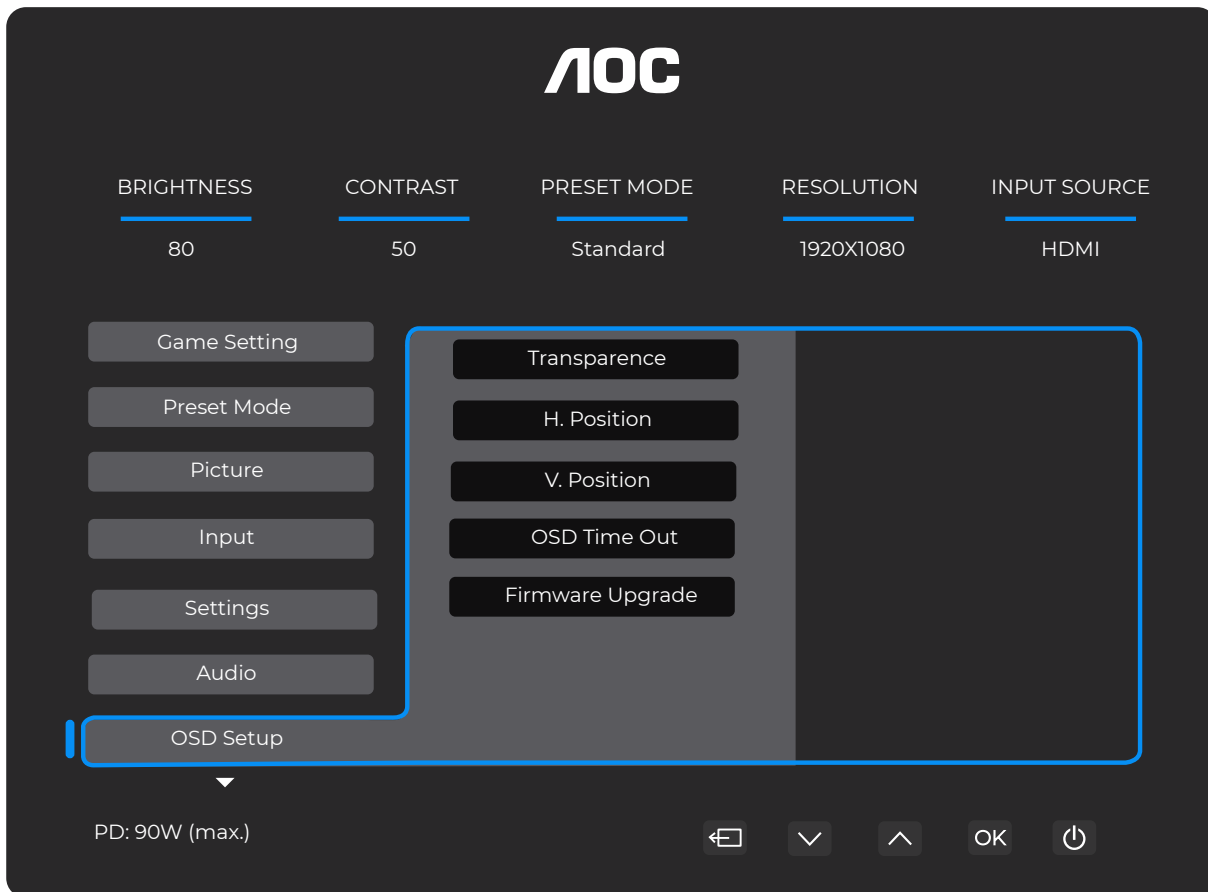 AOC
BRIGHTNESS CONTRAST PRESET MODE RESOLUTION INPUT SOURCE
80 50 Standard 1920X1080 HDMI
Game Setting
Preset Mode
Picture
Input
Settings
Audio
OSD Setup
Transparence
H. Position
V. Position
OSD Time Out
Firmware Upgrade
PD: 90W (max.)
OK